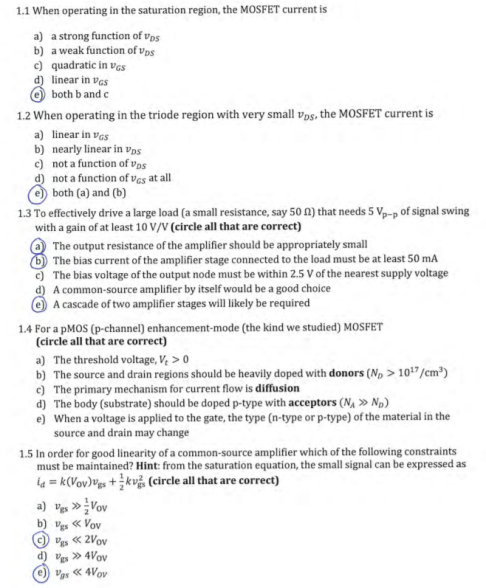 1.1 When operating in the saturation region, the MOSFET current is
a) a strong function of v_DS
b) a weak function of v_DS
c) quadratic in v_GS
d) linear in v_GS
e) both b and c
1.2 When operating in the triode region with very small v_DS, the MOSFET current is
a) linear in v_GS
b) nearly linear in v_DS
c) not a function of v_DS
d) not a function of v_GS at all
e) both (a) and (b)
1.3 To effectively drive a large load (a small resistance, say 50 Ω) that needs 5 V_p−p of signal swing
with a gain of at least 10 V/V (circle all that are correct)
a) The output resistance of the amplifier should be appropriately small
b) The bias current of the amplifier stage connected to the load must be at least 50 mA
c) The bias voltage of the output node must be within 2.5 V of the nearest supply voltage
d) A common-source amplifier by itself would be a good choice
e) A cascade of two amplifier stages will likely be required
1.4 For a pMOS (p-channel) enhancement-mode (the kind we studied) MOSFET
(circle all that are correct)
a) The threshold voltage, V_t > 0
b) The source and drain regions should be heavily doped with donors (N_D > 10^17/cm^3)
c) The primary mechanism for current flow is diffusion
d) The body (substrate) should be doped p-type with acceptors (N_A ≫ N_D)
e) When a voltage is applied to the gate, the type (n-type or p-type) of the material in the
source and drain may change
1.5 In order for good linearity of a common-source amplifier which of the following constraints
must be maintained? Hint: from the saturation equation, the small signal can be expressed as
i_d = k(V_OV)v_gs + 1/2 k v_gs^2 (circle all that are correct)
a) v_gs ≫ 1/2 V_OV
b) v_gs ≪ V_OV
c) v_gs ≪ 2V_OV
d) v_gs ≫ 4V_OV
e) v_gs ≪ 4V_OV